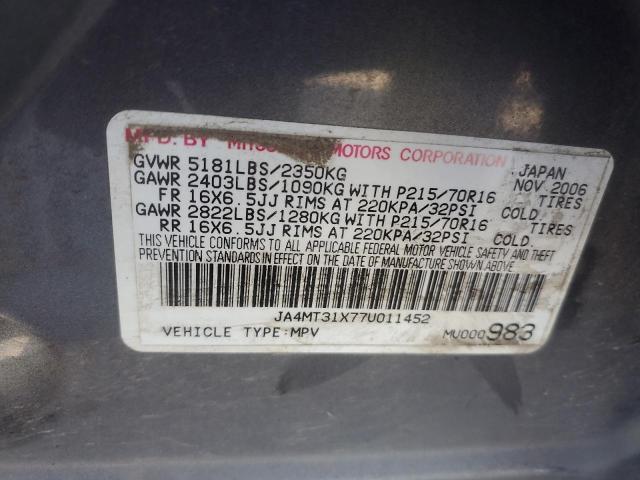 MFD. BY MOTORS CORPORATION
GVWR 5181LBS/2350KG JAPAN
GAWR 2403LBS/1090KG WITH P215/70R16 NOV 2006
FR 16X6.5JJ RIMS AT 220KPA/32PSI COLD TIRES
GAWR 2822LBS/1280KG WITH P215/70R16
RR 16X6.5JJ RIMS AT 220KPA/32PSI COLD. TIRES
THIS VEHICLE CONFORMS TO ALL APPLICABLE FEDERAL MOTOR VEHICLE SAFETY AND THEFT
PREVENTION STANDARDS IN EFFECT ON THE DATE OF MANUFACTURE SHOWN ABOVE.
JA4MT31X77U011452
VEHICLE TYPE:MPV MU000983